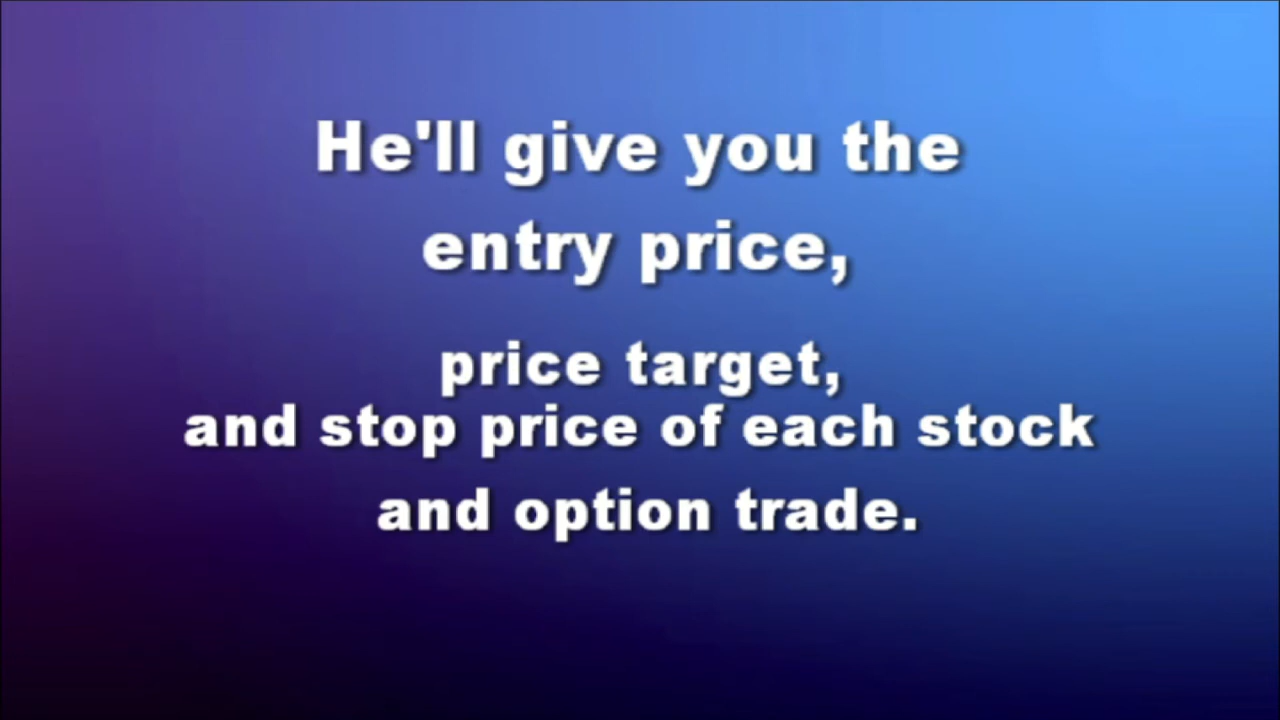 He'll give you the
entry price,
price target,
and stop price of each stock
and option trade.